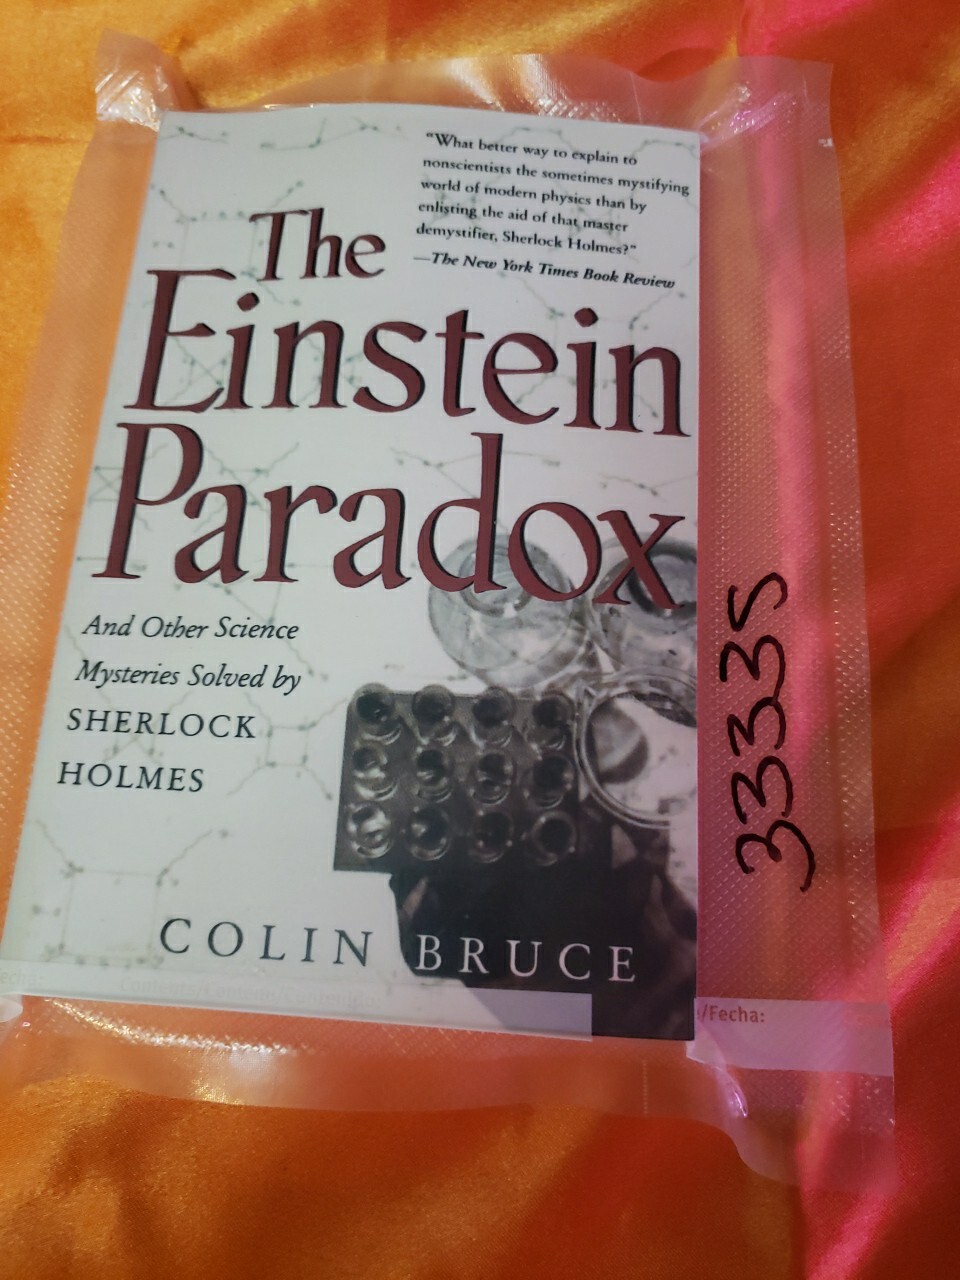 "What better way to explain to
nonscientists the sometimes mystifying
world of modern physics than by
enlisting the aid of that master
demystifier, Sherlock Holmes?"
—The New York Times Book Review
The
Einstein
Paradox
And Other Science
Mysteries Solved by
SHERLOCK
HOLMES
COLIN BRUCE
33335
/Fecha: